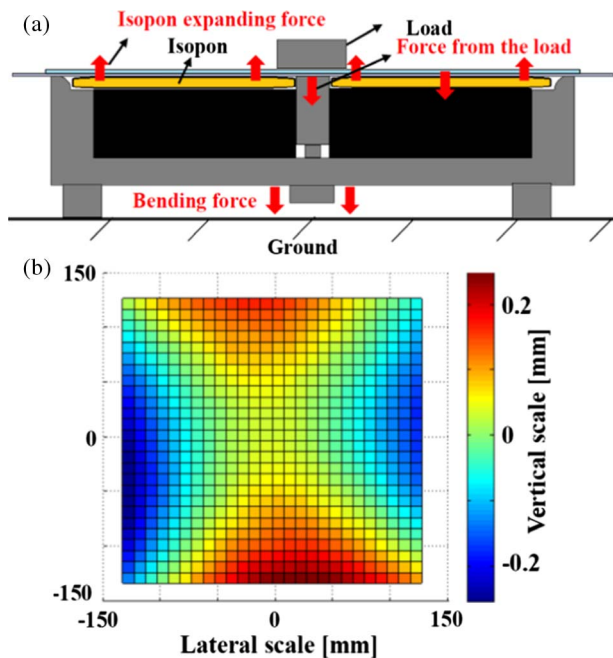 (a)
Isopon expanding force
Load
Isopon
Force from the load
Bending force
Ground
(b)
150
0
-150
-150
0
150
Lateral scale [mm]
0.2
0
-0.2
Vertical scale [mm]